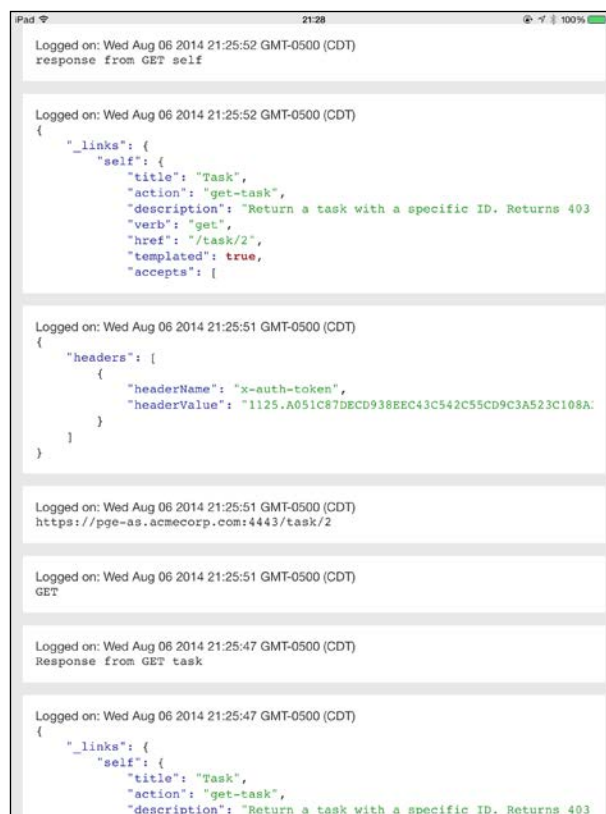 iPad 21:28 100%
Logged on: Wed Aug 06 2014 21:25:52 GMT-0500 (CDT)
response from GET self
Logged on: Wed Aug 06 2014 21:25:52 GMT-0500 (CDT)
{
    "_links": {
        "self": {
            "title": "Task",
            "action": "get-task",
            "description": "Return a task with a specific ID. Returns 403
            "verb": "get",
            "href": "/task/2",
            "templated": true,
            "accepts": [
Logged on: Wed Aug 06 2014 21:25:51 GMT-0500 (CDT)
{
    "headers": [
        {
            "headerName": "x-auth-token",
            "headerValue": "1125.A051C87DECD938EEC43C542C55CD9C3A523C108A
        }
    ]
}
Logged on: Wed Aug 06 2014 21:25:51 GMT-0500 (CDT)
https://pge-as.acmecorp.com:4443/task/2
Logged on: Wed Aug 06 2014 21:25:51 GMT-0500 (CDT)
GET
Logged on: Wed Aug 06 2014 21:25:47 GMT-0500 (CDT)
Response from GET task
Logged on: Wed Aug 06 2014 21:25:47 GMT-0500 (CDT)
{
    "_links": {
        "self": {
            "title": "Task",
            "action": "get-task",
            "description": "Return a task with a specific ID. Returns 403